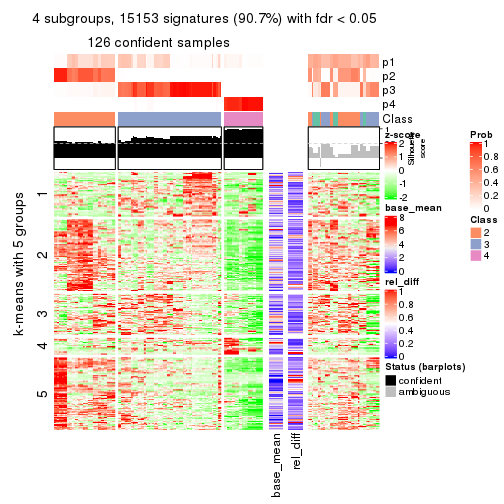 4 subgroups, 15153 signatures (90.7%) with fdr < 0.05
126 confident samples
p1
p2
p3
p4
Class
1
Silhouette
score
k-means with 5 groups
1
2
3
4
5
base_mean
rel_diff
z-score
2
1
0
-1
-2
base_mean
8
6
4
2
0
rel_diff
1
0.8
0.6
0.4
0.2
0
Status (barplots)
confident
ambiguous
Prob
1
0.8
0.6
0.4
0.2
0
Class
2
3
4